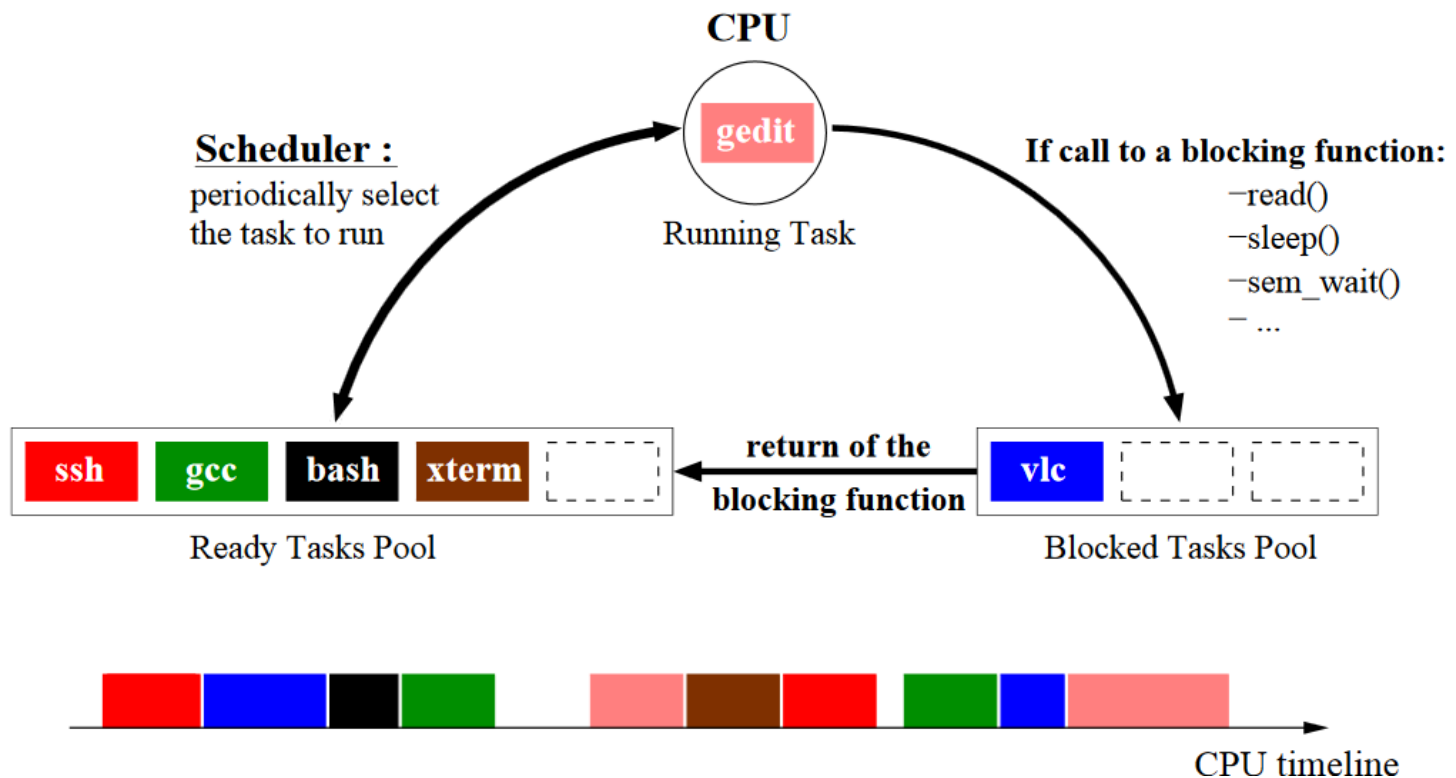 CPU
gedit
Running Task
Scheduler :
periodically select
the task to run
If call to a blocking function:
−read()
−sleep()
−sem_wait()
− ...
ssh
gcc
bash
xterm
Ready Tasks Pool
return of the
blocking function
vlc
Blocked Tasks Pool
CPU timeline